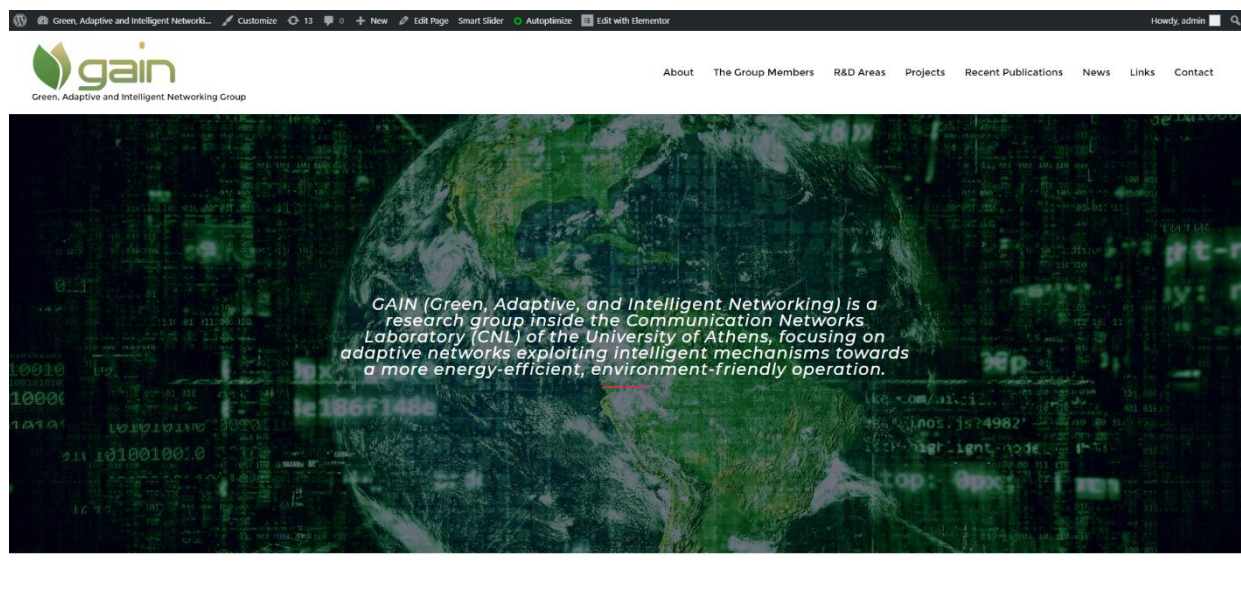 Green, Adaptive and Intelligent Networki... Customize 13 0 New Edit Page Smart Slider Autoptimize Edit with Elementor Howdy, admin
gain
Green, Adaptive and Intelligent Networking Group
About The Group Members R&D Areas Projects Recent Publications News Links Contact
GAIN (Green, Adaptive, and Intelligent Networking) is a
research group inside the Communication Networks
Laboratory (CNL) of the University of Athens, focusing on
adaptive networks exploiting intelligent mechanisms towards
a more energy-efficient, environment-friendly operation.